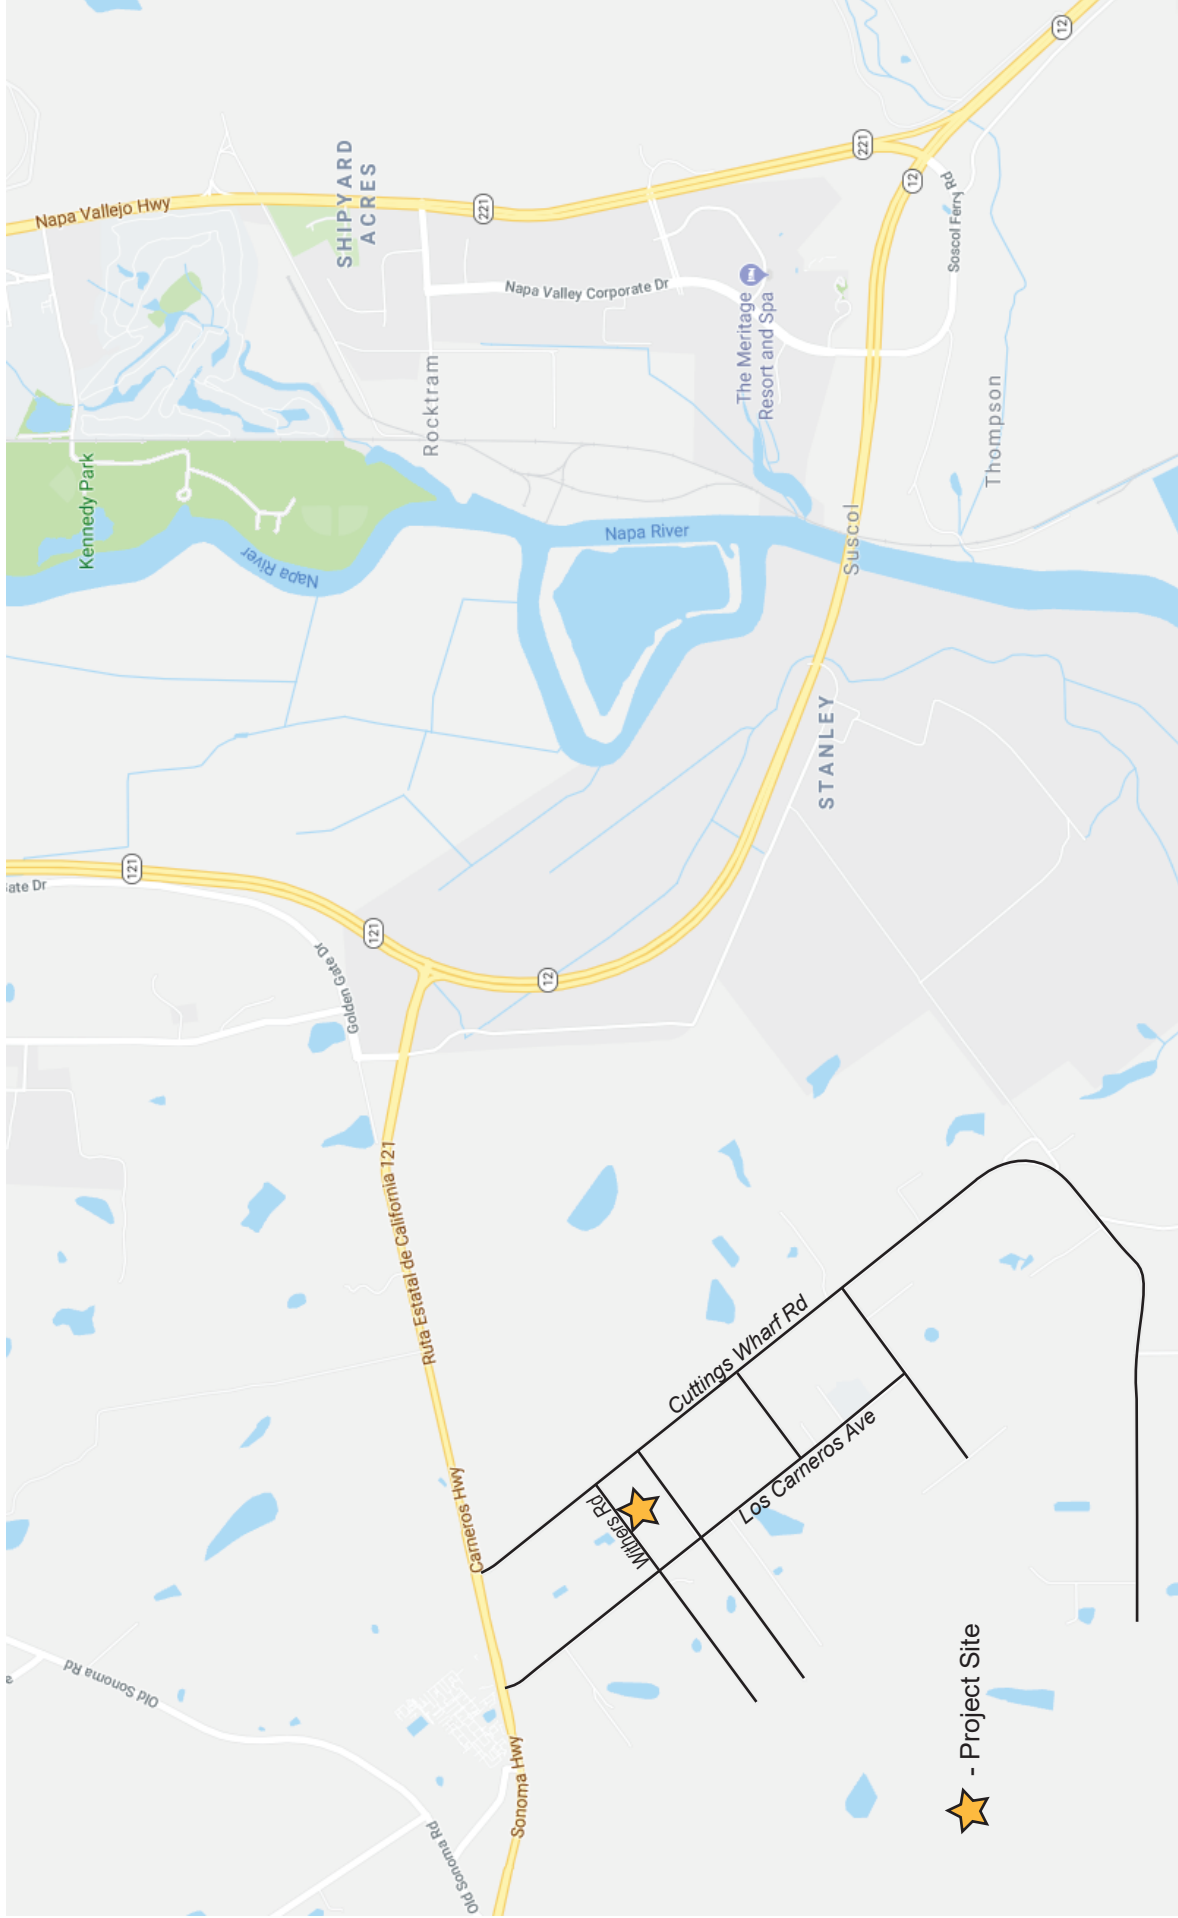 Napa Vallejo Hwy
SHIPYARD
ACRES
221
221
12
12
Soscol Ferry Rd
Napa Valley Corporate Dr
The Meritage
Resort and Spa
Rocktram
Thompson
Kennedy Park
Napa River
Napa River
Suscol
STANLEY
ate Dr
121
121
Golden Gate Dr
12
Ruta Estatal de California 121
Carneros Hwy
Cuttings Wharf Rd
Los Carneros Ave
Withers Rd
Old Sonoma Rd
Old Sonoma Rd
Sonoma Hwy
- Project Site